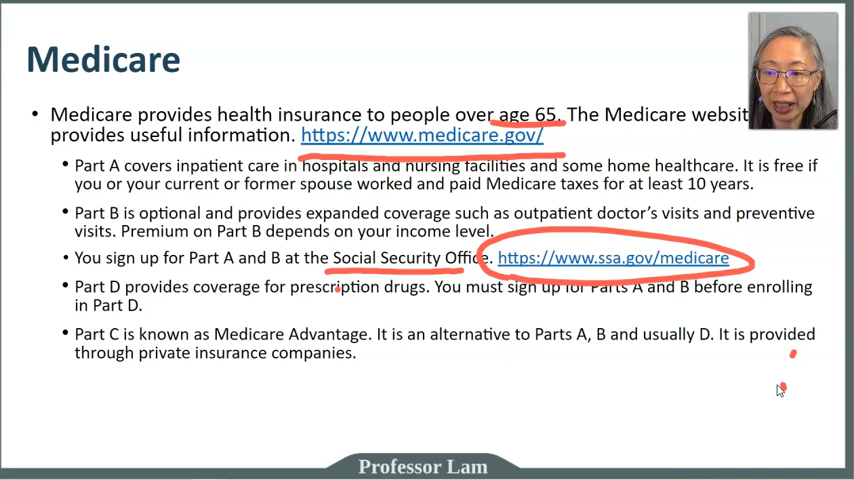 Medicare
• Medicare provides health insurance to people over age 65. The Medicare
provides useful information. https://www.medicare.gov/
• Part A covers inpatient care in hospitals and nursing facilities and some home healthcare. It is free if
you or your current or former spouse worked and paid Medicare taxes for at least 10 years.
• Part B is optional and provides expanded coverage such as outpatient doctor's visits and preventive
visits. Premium on Part B depends on your income level.
• You sign up for Part A and B at the Social Security Office. https://www.ssa.gov/medicare
• Part D provides coverage for prescription drugs. You must sign up for Parts A and B before enrolling
in Part D.
• Part C is known as Medicare Advantage. It is an alternative to Parts A, B and usually D. It is provided
through private insurance companies.
Professor Lam